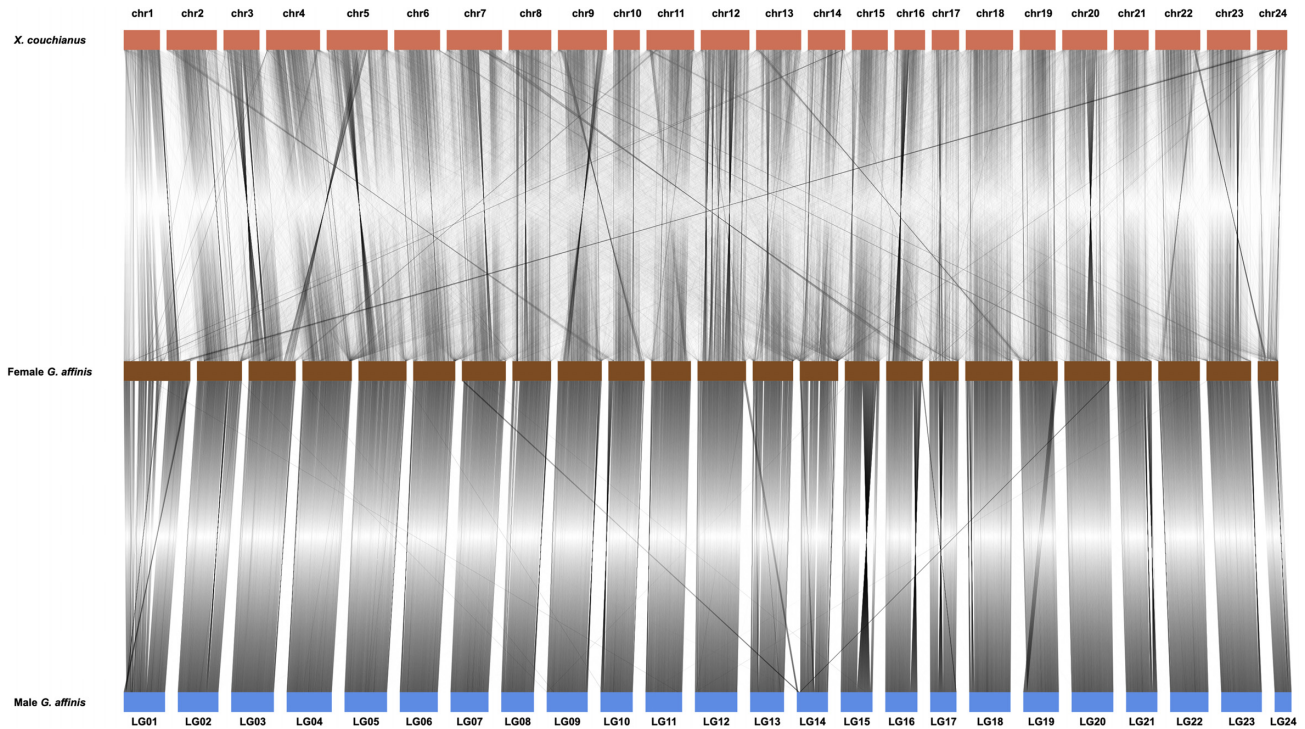 chr1 chr2 chr3 chr4 chr5 chr6 chr7 chr8 chr9 chr10 chr11 chr12 chr13 chr14 chr15 chr16 chr17 chr18 chr19 chr20 chr21 chr22 chr23 chr24
X. couchianus
Female G. affinis
Male G. affinis
LG01 LG02 LG03 LG04 LG05 LG06 LG07 LG08 LG09 LG10 LG11 LG12 LG13 LG14 LG15 LG16 LG17 LG18 LG19 LG20 LG21 LG22 LG23 LG24